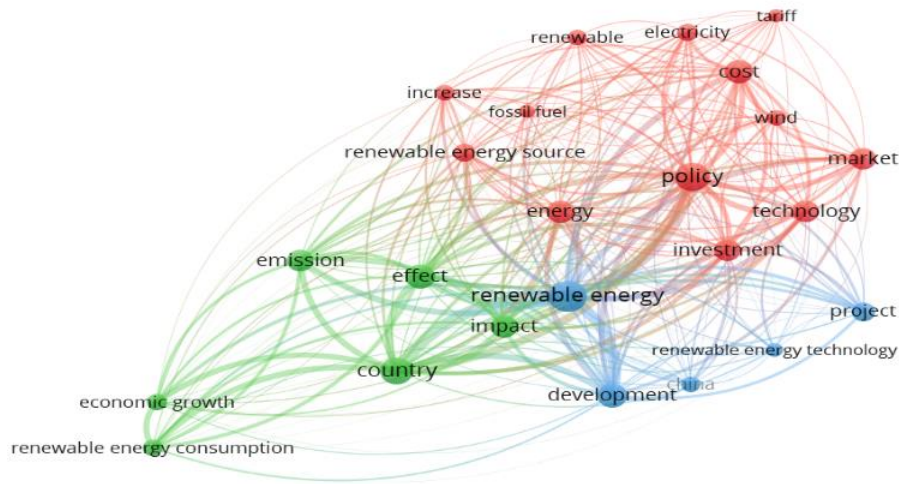 tariff
renewable
electricity
cost
increase
fossil fuel
wind
renewable energy source
market
policy
energy
technology
investment
emission
effect
renewable energy
impact
project
renewable energy technology
country
china
development
economic growth
renewable energy consumption